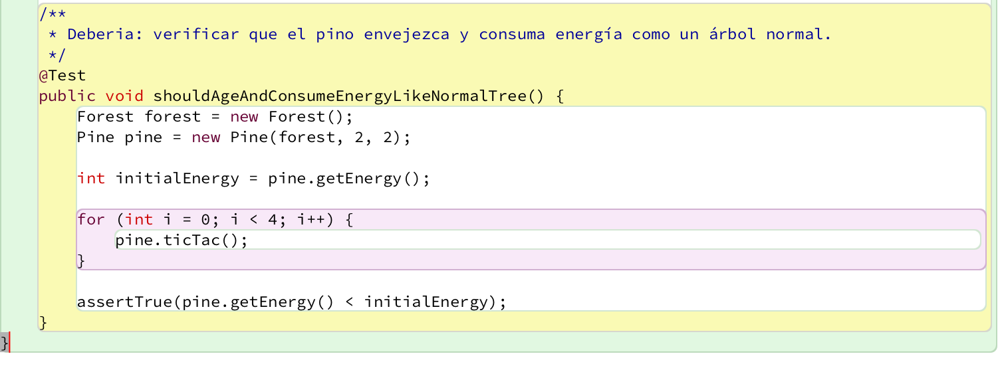 /**
 * Deberia: verificar que el pino envejezca y consuma energía como un árbol normal.
 */
@Test
public void shouldAgeAndConsumeEnergyLikeNormalTree() {
    Forest forest = new Forest();
    Pine pine = new Pine(forest, 2, 2);

    int initialEnergy = pine.getEnergy();

    for (int i = 0; i < 4; i++) {
        pine.ticTac();
    }

    assertTrue(pine.getEnergy() < initialEnergy);
}
}